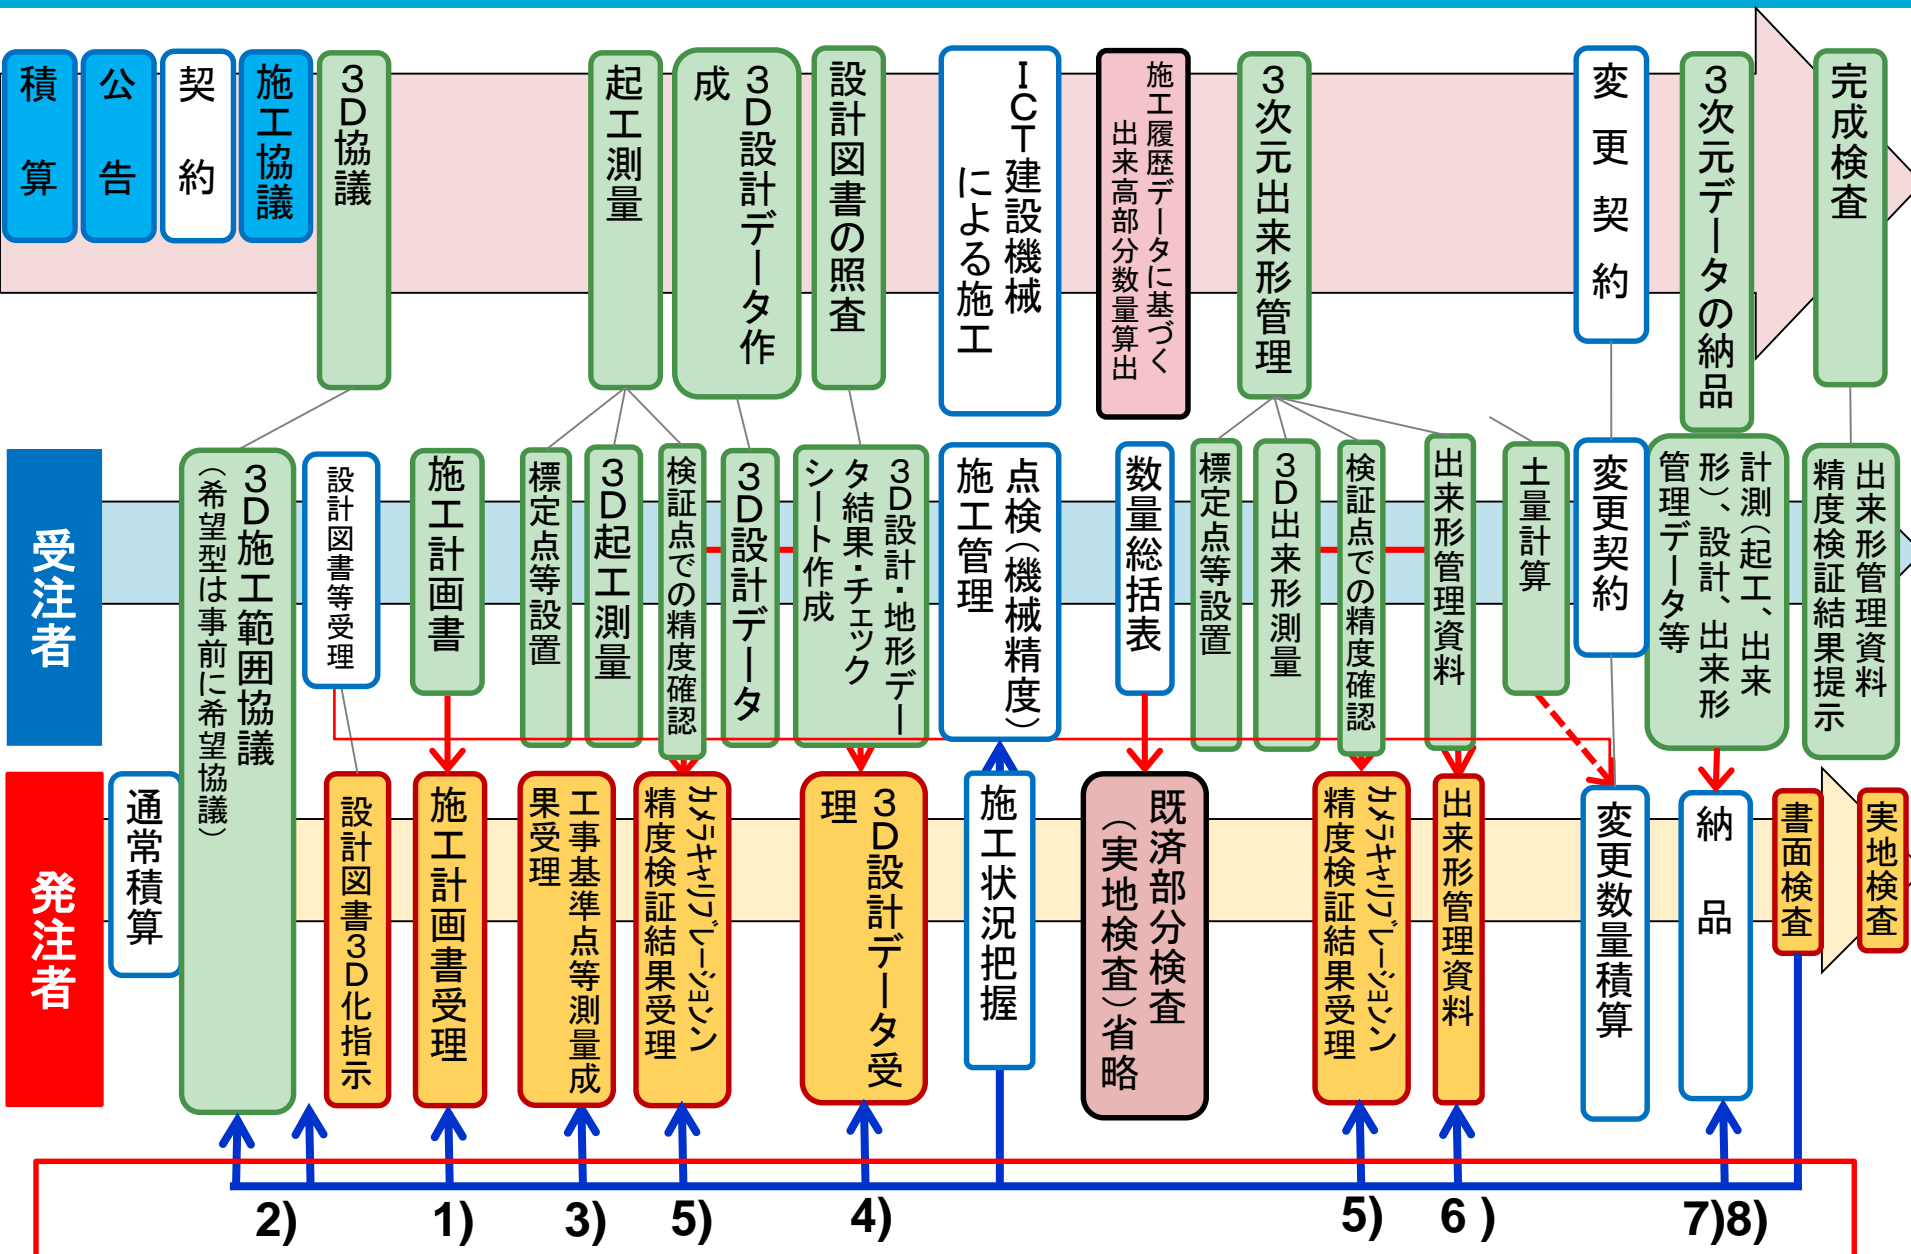 積算
公告
契約
施工協議
３Ｄ協議
起工測量
３Ｄ設計データ作
成
設計図書の照査
ＩＣＴ建設機械
による施工
施工履歴データに基づく
出来高部分数量算出
３次元出来形管理
変更契約
３次元データの納品
完成検査
受注者
３Ｄ施工範囲協議
（希望型は事前に希望協議）
設計図書等受理
施工計画書
標定点等設置
３Ｄ起工測量
検証点での精度確認
３Ｄ設計データ
３Ｄ設計・地形デー
タ結果・チェック
シート作成
点検（機械精度）
施工管理
数量総括表
標定点等設置
３Ｄ出来形測量
検証点での精度確認
出来形管理資料
土量計算
変更契約
計測（起工、出来
形）、設計、出来形
管理データ等
出来形管理資料
精度検証結果提示
発注者
通常積算
設計図書３Ｄ化指示
施工計画書受理
工事基準点等測量成
果受理
ｶﾒﾗｷｬﾘﾌﾞﾚｰｼﾞｮﾝ
精度検証結果受理
３Ｄ設計データ受
理
施工状況把握
既済部分検査
（実地検査）省略
ｶﾒﾗｷｬﾘﾌﾞﾚｰｼﾞｮﾝ
精度検証結果受理
出来形管理資料
変更数量積算
納品
書面検査
実地検査
2)
1)
3)
5)
4)
5)
6 )
7)8)